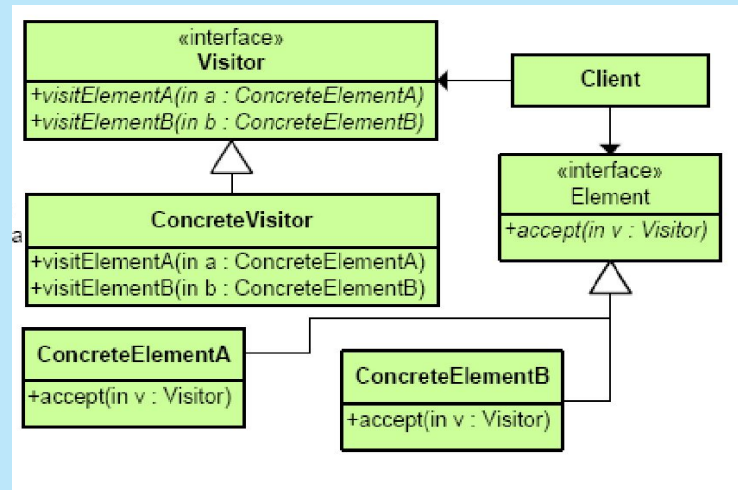 «interface»
Visitor
+visitElementA(in a : ConcreteElementA)
+visitElementB(in b : ConcreteElementB)
Client
«interface»
Element
+accept(in v : Visitor)
a
ConcreteVisitor
+visitElementA(in a : ConcreteElementA)
+visitElementB(in b : ConcreteElementB)
ConcreteElementA
+accept(in v : Visitor)
ConcreteElementB
+accept(in v : Visitor)